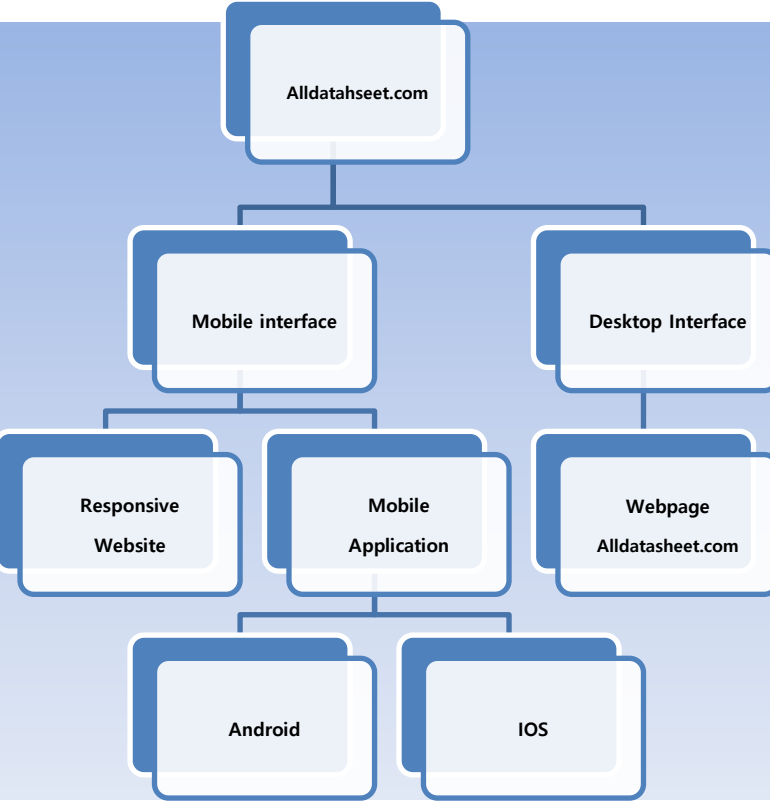 Alldatahseet.com
Mobile interface
Desktop Interface
Responsive
Website
Mobile
Application
Webpage
Alldatasheet.com
Android
IOS